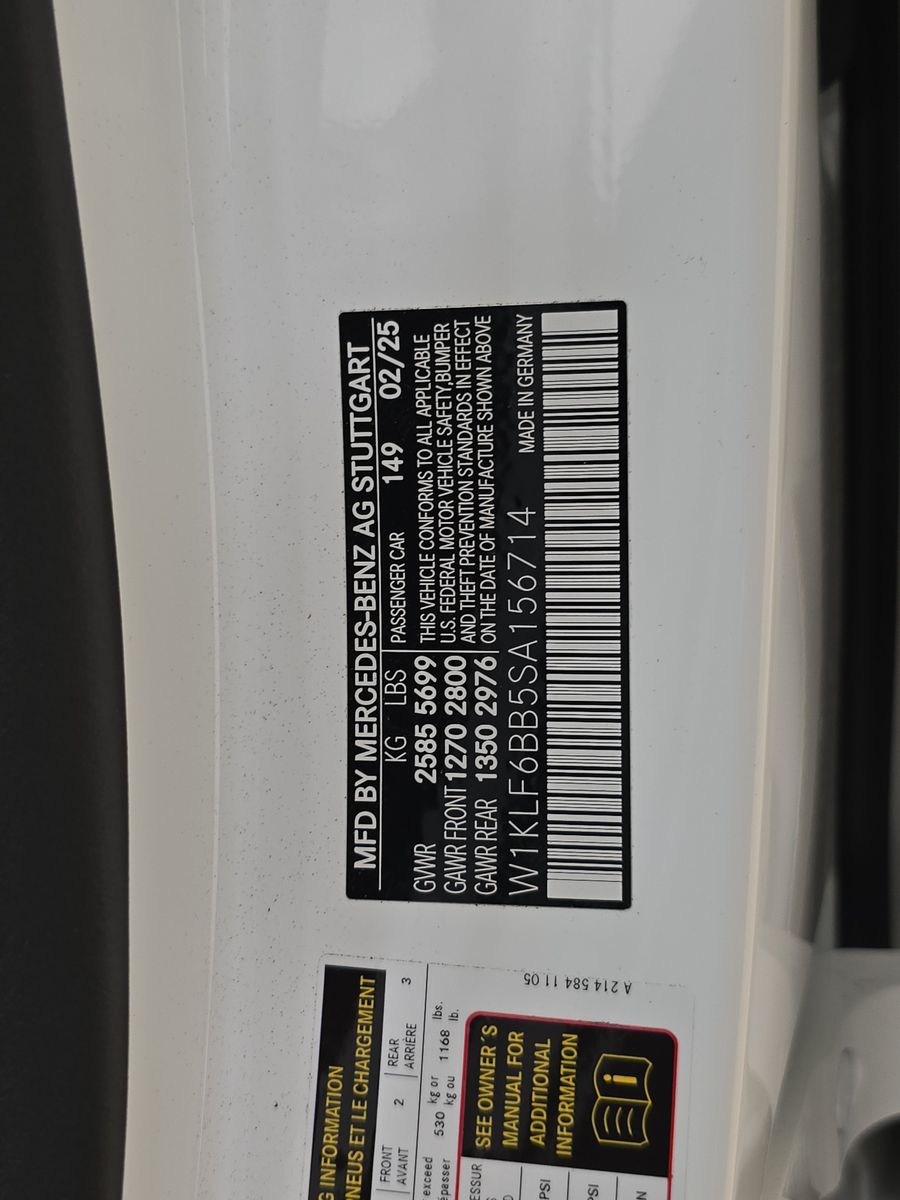 MFD BY MERCEDES-BENZ AG STUTTGART
KG LBS PASSENGER CAR 149 02/25
GVWR 2585 5699 THIS VEHICLE CONFORMS TO ALL APPLICABLE
GAWR FRONT 1270 2800 U.S. FEDERAL MOTOR VEHICLE SAFETY,BUMPER
GAWR REAR 1350 2976 AND THEFT PREVENTION STANDARDS IN EFFECT
ON THE DATE OF MANUFACTURE SHOWN ABOVE
W1KLF6BB5SA156714 MADE IN GERMANY
INFORMATION
ET LE CHARGEMENT
FRONT 2 REAR 3
AVANT ARRIÈRE
exceed 530 kg or 1168 lbs.
kg ou lb.
SEE OWNER'S
MANUAL FOR
ADDITIONAL
INFORMATION
PSI
PSI
A 214 584 11 05